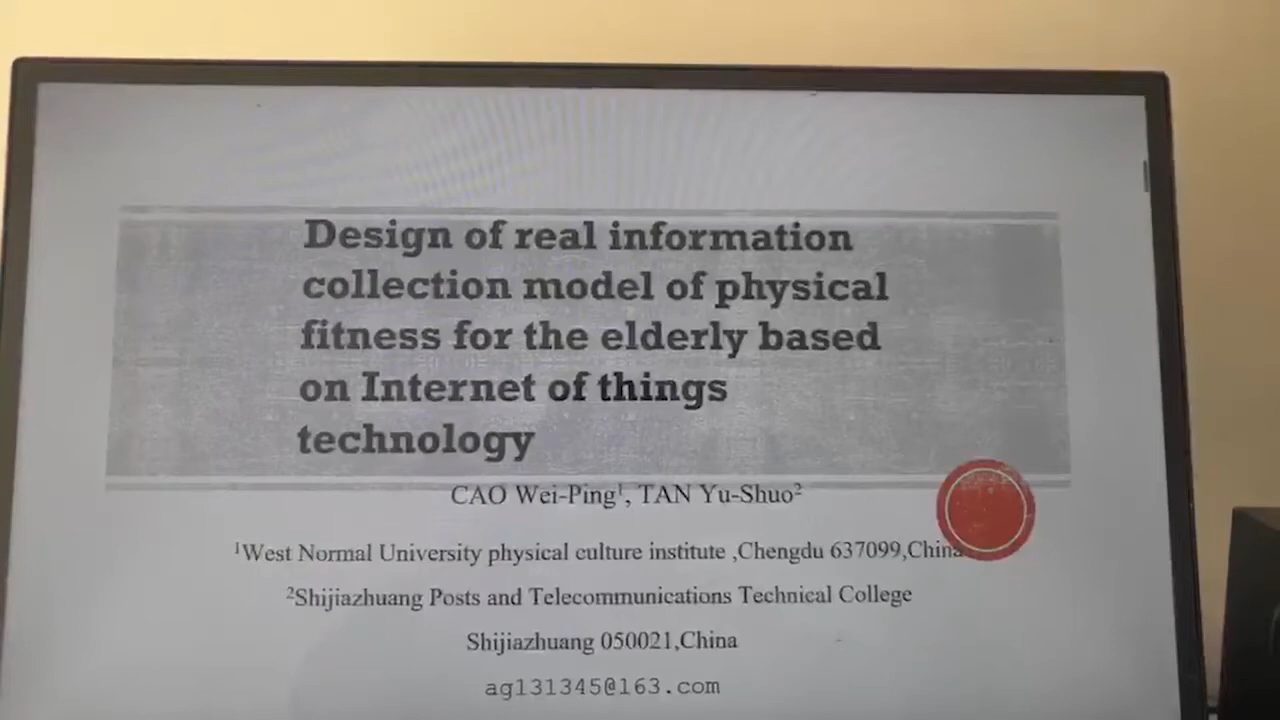 Design of real information
collection model of physical
fitness for the elderly based
on Internet of things
technology
CAO Wei-Ping¹, TAN Yu-Shuo²
¹West Normal University physical culture institute ,Chengdu 637099,China
²Shijiazhuang Posts and Telecommunications Technical College
Shijiazhuang 050021,China
ag131345@163.com